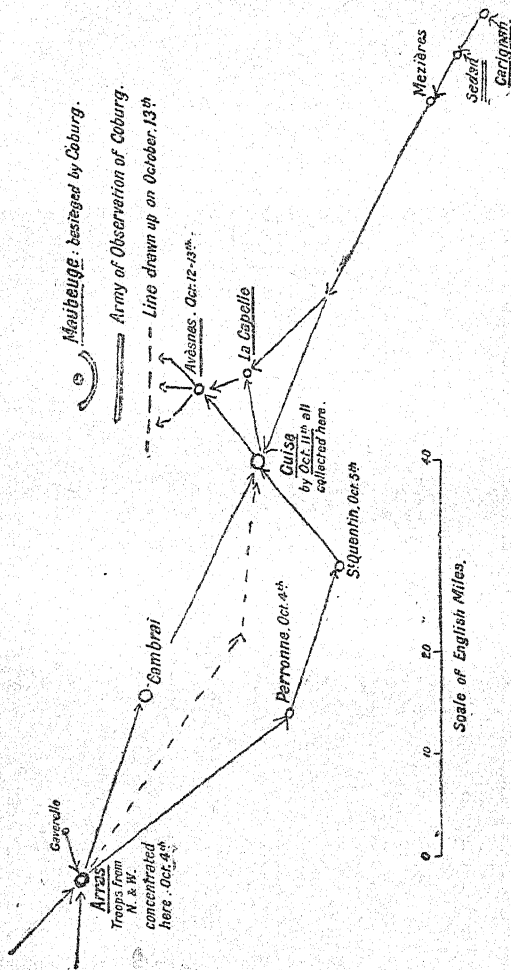 Maubeuge: besieged by Coburg.
Army of Observation of Coburg.
Line drawn up on October. 13th
Avèsnes. Oct. 12-13th.
La Capelle
Mezières
Sedan
Carignan
Guise
by Oct. 11th all
collected here.
St Quentin, Oct. 5th
Perronne. Oct. 4th
Cambrai
Gaverelle
Arras
Troops from
N. & W.
concentrated
here. Oct. 4th
0 10 20 40
Scale of English Miles.